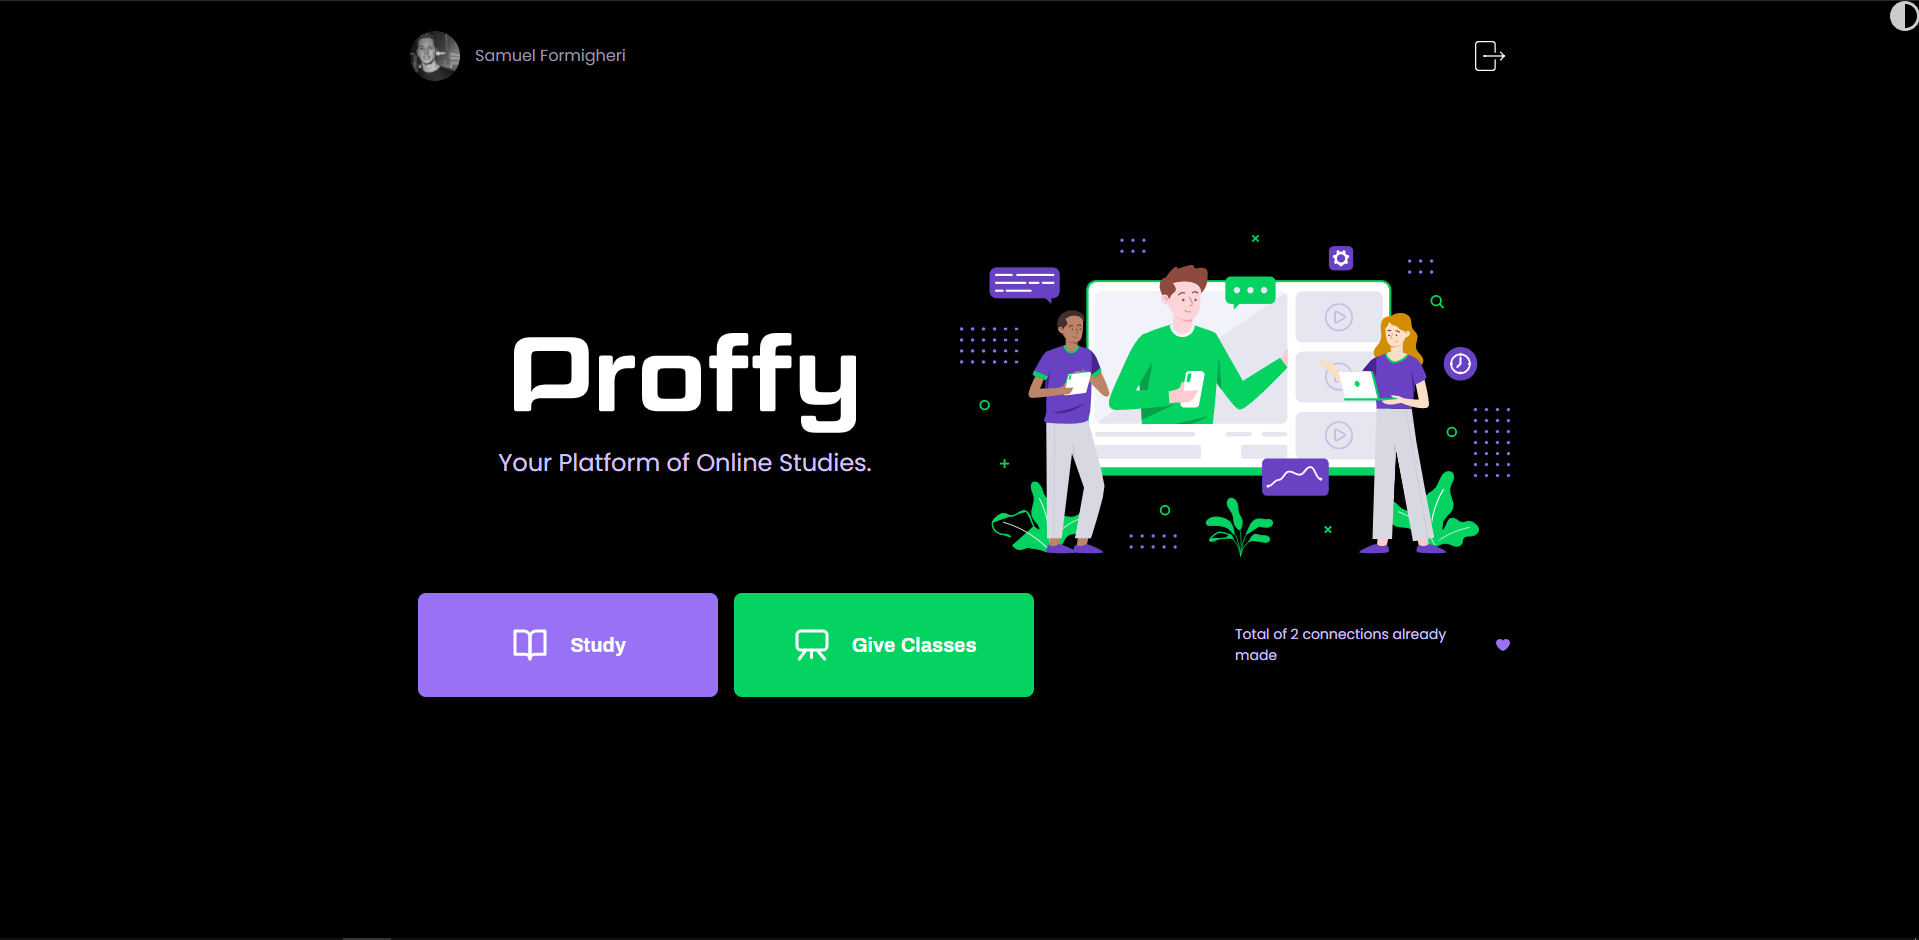 Samuel Formigheri
Proffy
Your Platform of Online Studies.
Study
Give Classes
Total of 2 connections already
made